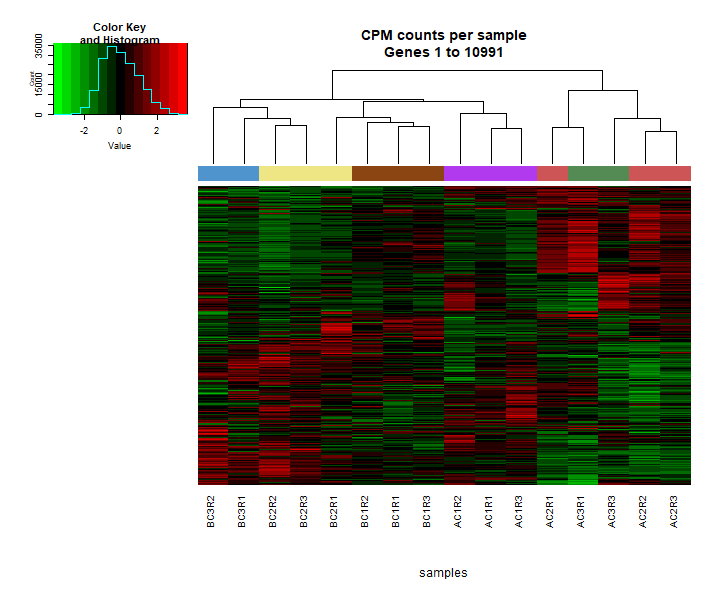 Color Key
and Histogram
Count
0
15000
35000
-2 0 2
Value
CPM counts per sample
Genes 1 to 10991
BC3R2
BC3R1
BC2R2
BC2R3
BC2R1
BC1R2
BC1R1
BC1R3
AC1R2
AC1R1
AC1R3
AC2R1
AC3R1
AC3R3
AC2R2
AC2R3
samples